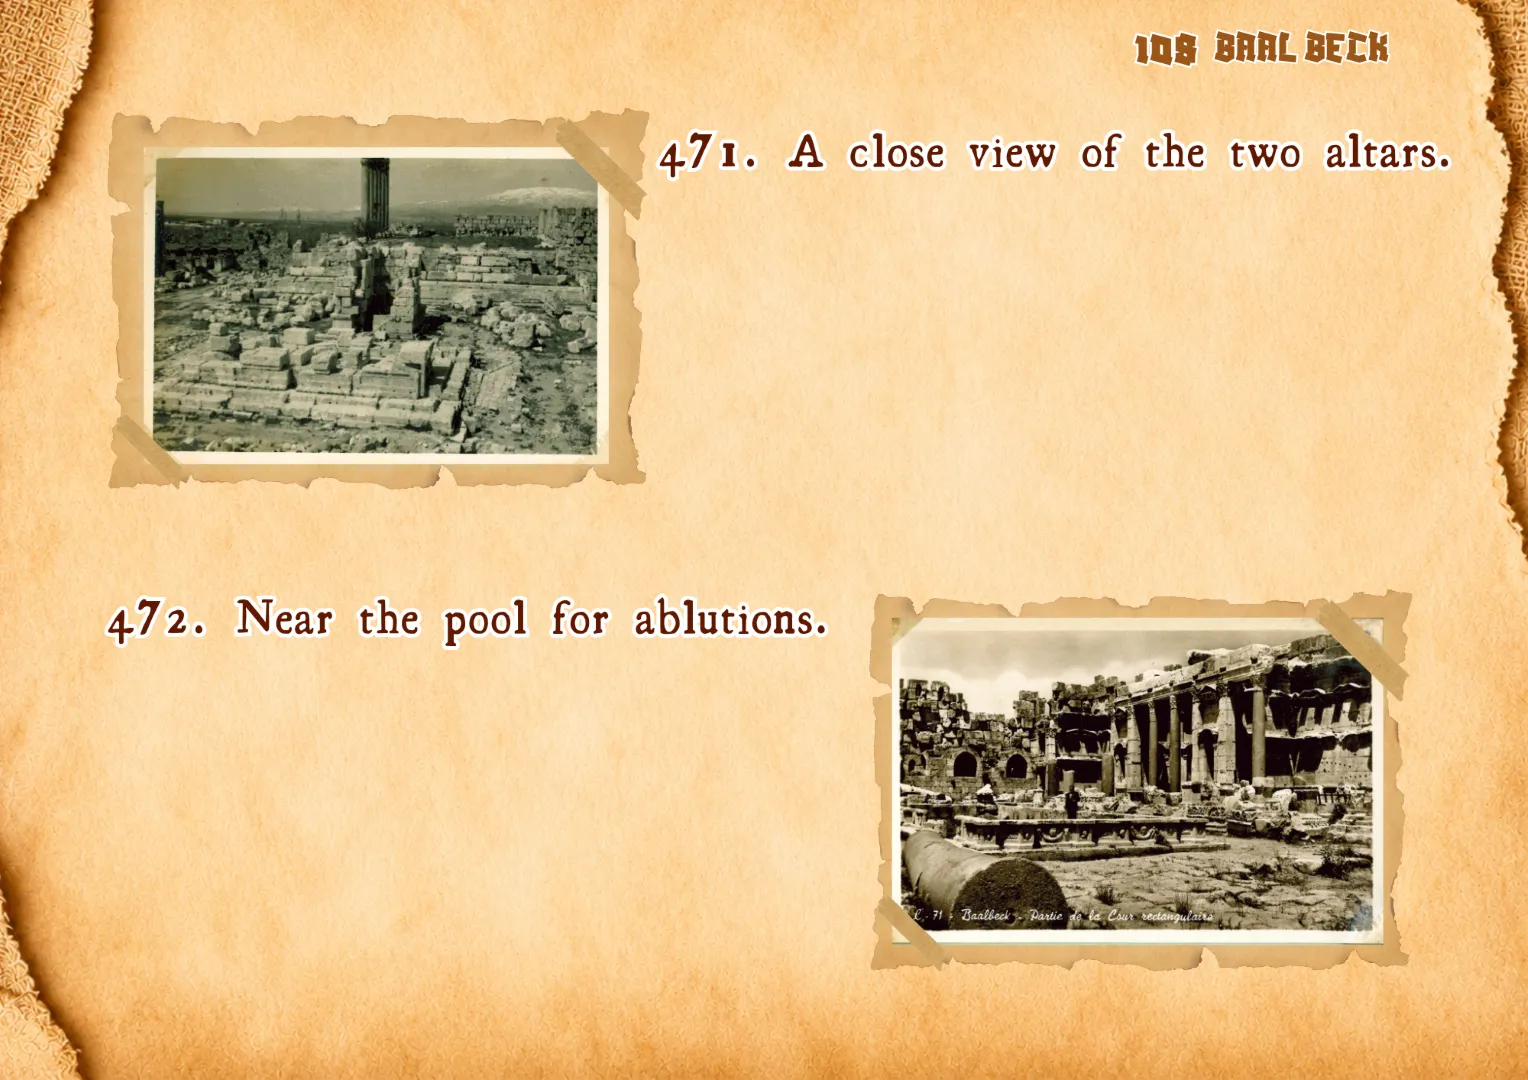 108 BAAL BECK
471. A close view of the two altars.
472. Near the pool for ablutions.
L. 71 - Baalbeck - Partie de la Cour rectangulaire